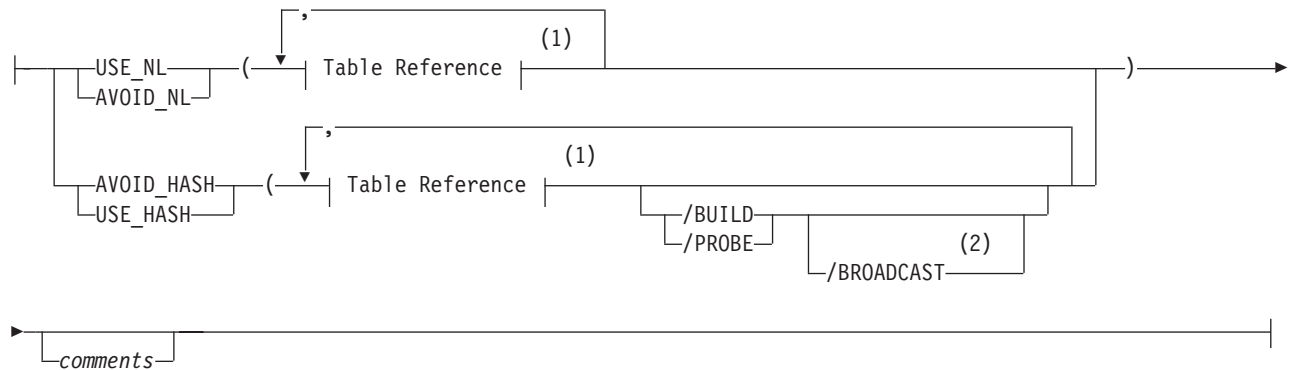 ,
(1)
USE_NL ( Table Reference )
AVOID_NL
,
(1)
AVOID_HASH ( Table Reference
USE_HASH
/BUILD
/PROBE
(2)
/BROADCAST
comments